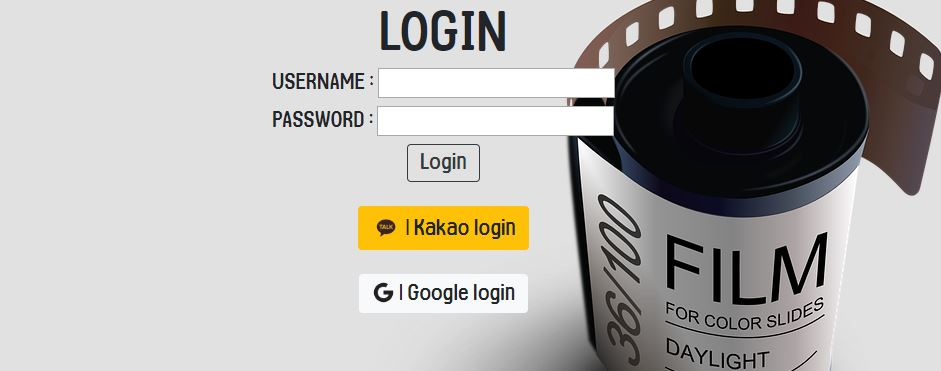 LOGIN
USERNAME :
PASSWORD :
Login
TALK | Kakao login
G | Google login
36/100
FILM
FOR COLOR SLIDES
DAYLIGHT